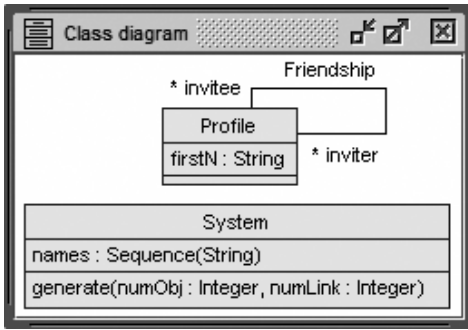 Class diagram
Friendship
* invitee
Profile
firstN : String
* inviter
System
names : Sequence(String)
generate(numObj : Integer, numLink : Integer)